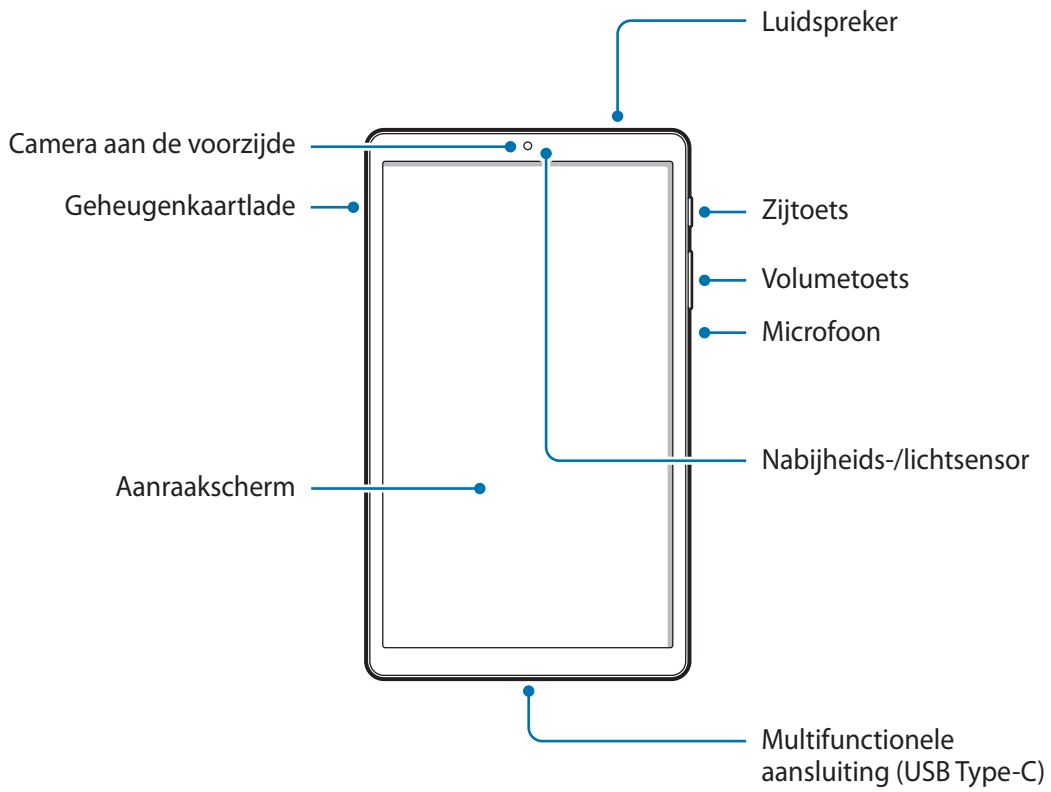 Luidspreker
Camera aan de voorzijde
Geheugenkaartlade
Zijtoets
Volumetoets
Microfoon
Nabijheids-/lichtsensor
Aanraakscherm
Multifunctionele
aansluiting (USB Type-C)